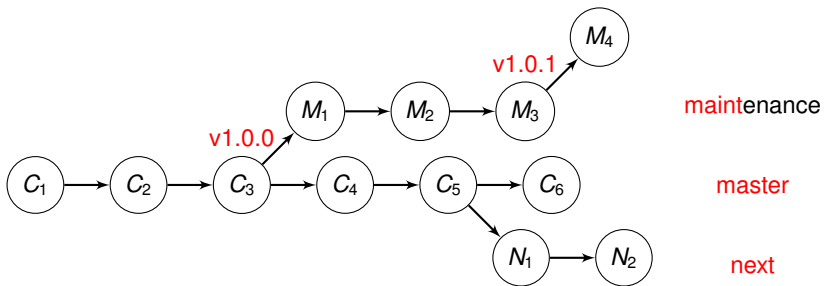 M4
v1.0.1
M1 M2 M3 maintenance
v1.0.0
C1 C2 C3 C4 C5 C6 master
N1 N2 next